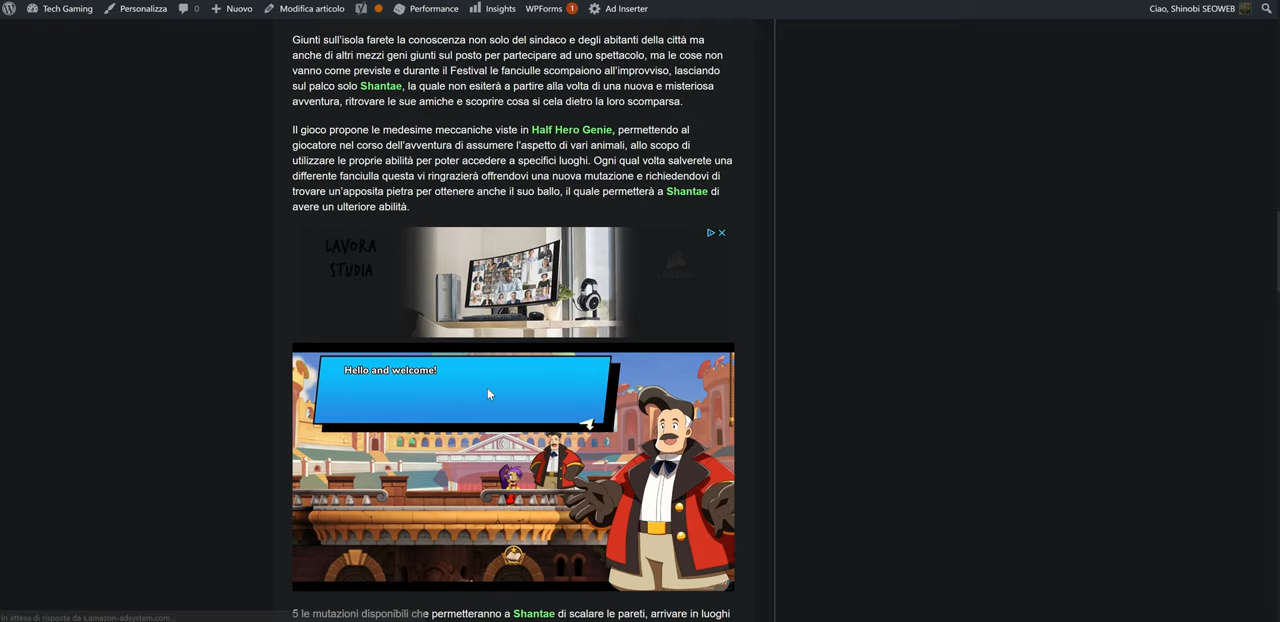 Tech Gaming Personalizza 0 Nuovo Modifica articolo Performance Insights WPForms 1 Ad Inserter Ciao, Shinobi SEOWEB
Giunti sull'isola farete la conoscenza non solo del sindaco e degli abitanti della città ma
anche di altri mezzi geni giunti sul posto per partecipare ad uno spettacolo, ma le cose non
vanno come previste e durante il Festival le fanciulle scompaiono all'improvviso, lasciando
sul palco solo Shantae, la quale non esiterà a partire alla volta di una nuova e misteriosa
avventura, ritrovare le sue amiche e scoprire cosa si cela dietro la loro scomparsa.
Il gioco propone le medesime meccaniche viste in Half Hero Genie, permettendo al
giocatore nel corso dell'avventura di assumere l'aspetto di vari animali, allo scopo di
utilizzare le proprie abilità per poter accedere a specifici luoghi. Ogni qual volta salverete una
differente fanciulla questa vi ringrazierà offrendovi una nuova mutazione e richiedendovi di
trovare un'apposita pietra per ottenere anche il suo ballo, il quale permetterà a Shantae di
avere un ulteriore abilità.
LAVORA
STUDIA
Hello and welcome!
5 le mutazioni disponibili che permetteranno a Shantae di scalare le pareti, arrivare in luoghi
In attesa di risposta da s.amazon-adsystem.com...